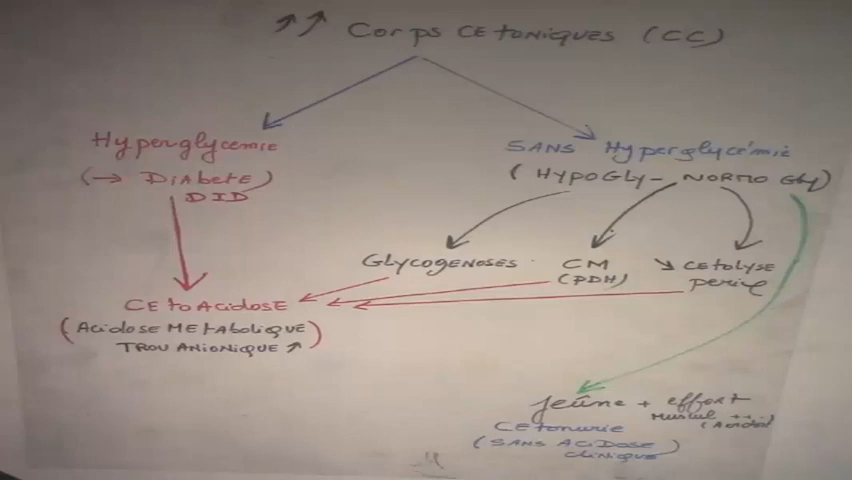 ↗↗ Corps CEtoniques (CC)
Hyperglycemie
(→ DiAbete)
DID
SANS Hyperglycémie
(HYPOGLY - NORMO Gly)
GlycogENOSES
CM
(PDH)
↘ CEtolyse
CEtoAcidosE
(Acidose MEtabolique
TROU ANIONIQUE ↗)
Jeûne + effort
Muscul ++
CEtonurie
(SANS ACiDOSE
clinique)